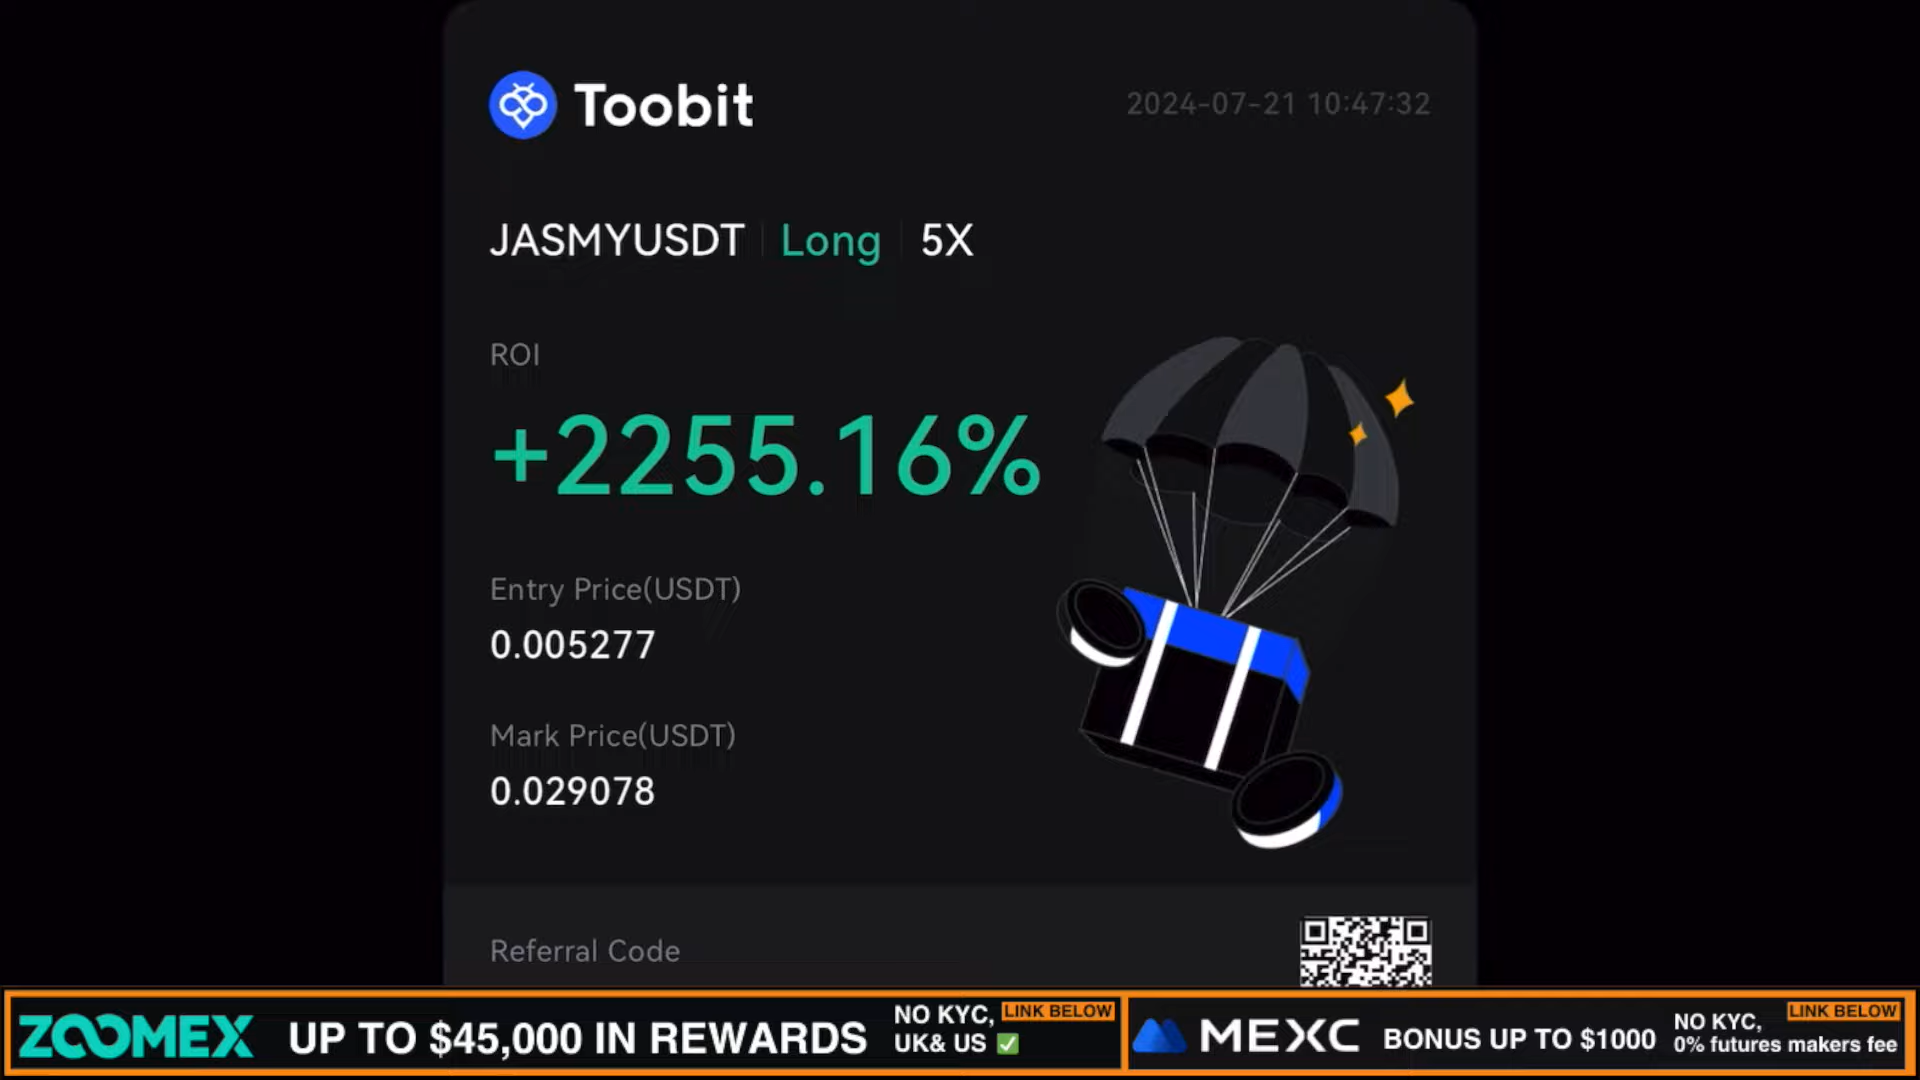 Toobit
2024-07-21 10:47:32
JASMYUSDT Long 5X
ROI
+2255.16%
Entry Price(USDT)
0.005277
Mark Price(USDT)
0.029078
Referral Code
ZOOMEX UP TO $45,000 IN REWARDS NO KYC, LINK BELOW
UK& US ✅
MEXC BONUS UP TO $1000 NO KYC, LINK BELOW
0% futures makers fee